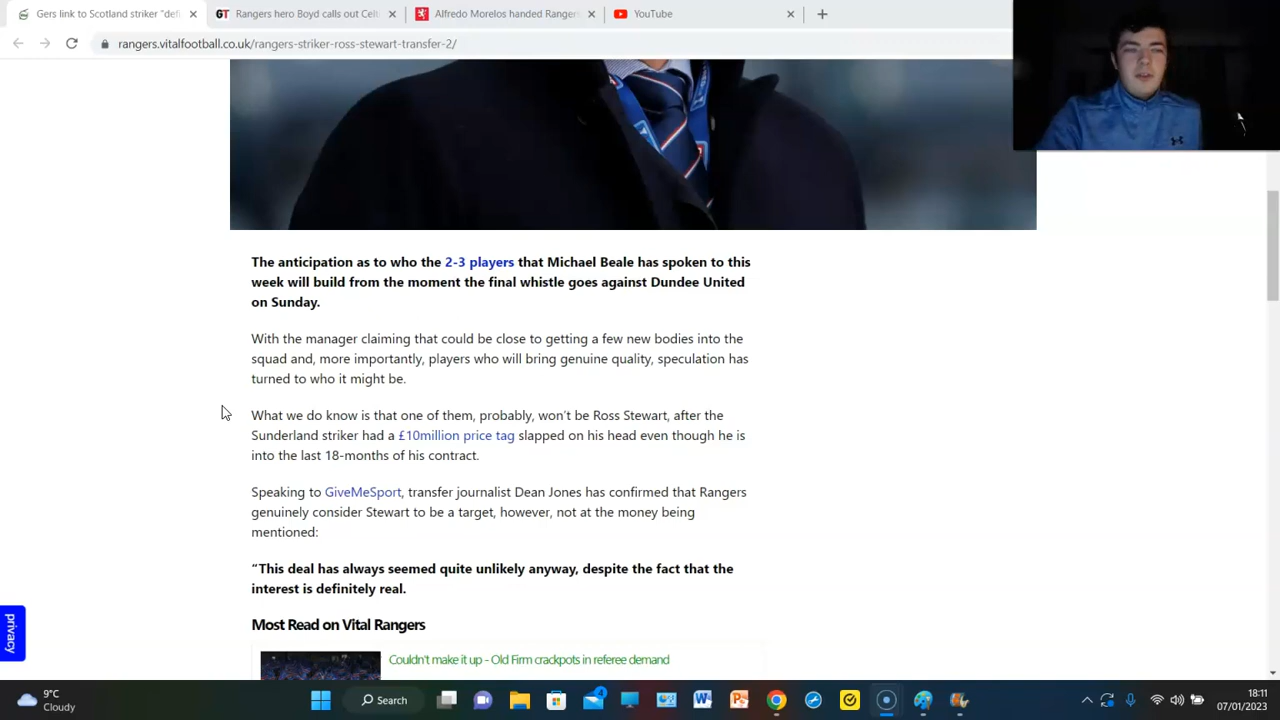 Gers link to Scotland striker "defi
Rangers hero Boyd calls out Celt
Alfredo Morelos handed Rangers
YouTube
rangers.vitalfootball.co.uk/rangers-striker-ross-stewart-transfer-2/
The anticipation as to who the 2-3 players that Michael Beale has spoken to this
week will build from the moment the final whistle goes against Dundee United
on Sunday.
With the manager claiming that could be close to getting a few new bodies into the
squad and, more importantly, players who will bring genuine quality, speculation has
turned to who it might be.
What we do know is that one of them, probably, won't be Ross Stewart, after the
Sunderland striker had a £10million price tag slapped on his head even though he is
into the last 18-months of his contract.
Speaking to GiveMeSport, transfer journalist Dean Jones has confirmed that Rangers
genuinely consider Stewart to be a target, however, not at the money being
mentioned:
“This deal has always seemed quite unlikely anyway, despite the fact that the
interest is definitely real.
Most Read on Vital Rangers
Couldn't make it up - Old Firm crackpots in referee demand
privacy
9°C
Cloudy
Search
4
18:11
07/01/2023